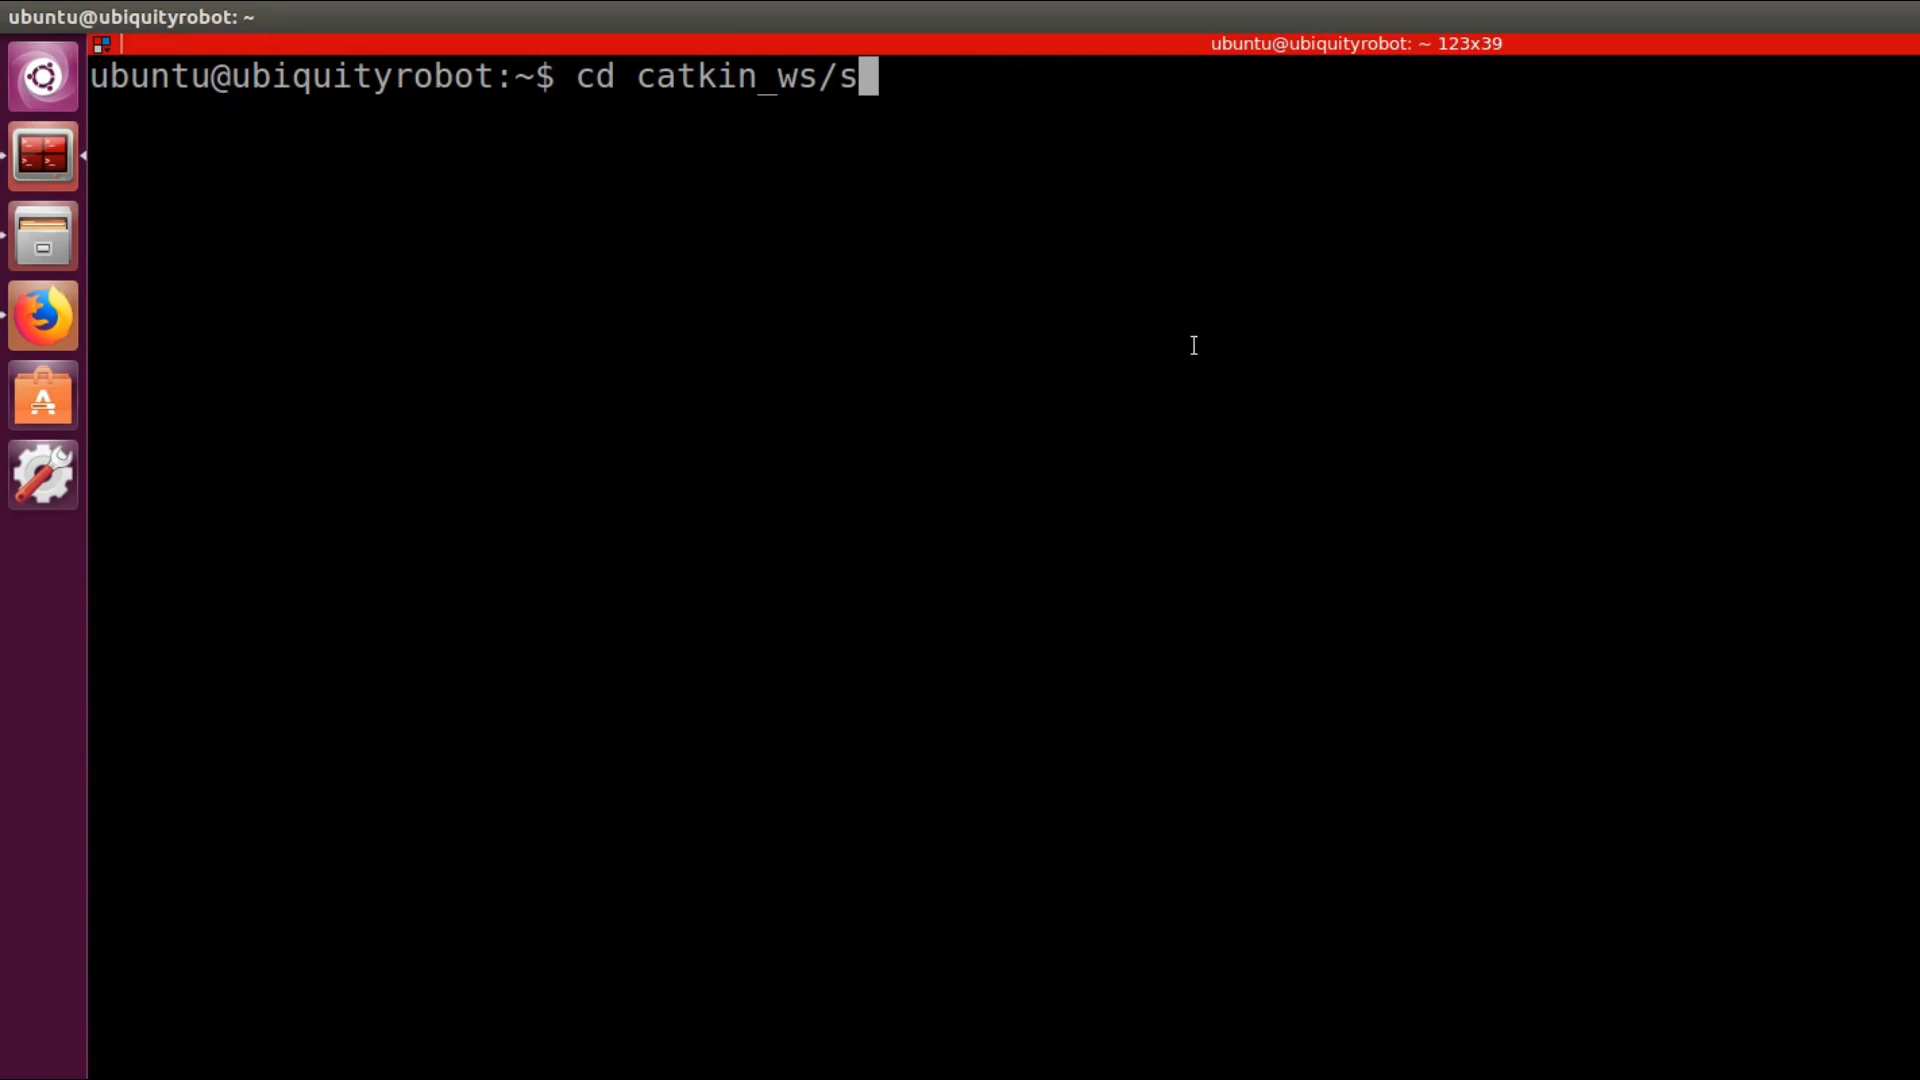 ubuntu@ubiquityrobot: ~
ubuntu@ubiquityrobot: ~ 123x39
ubuntu@ubiquityrobot:~$ cd catkin_ws/s